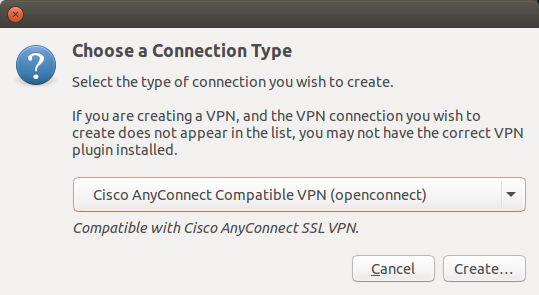 Choose a Connection Type
Select the type of connection you wish to create.
If you are creating a VPN, and the VPN connection you wish to
create does not appear in the list, you may not have the correct VPN
plugin installed.
Cisco AnyConnect Compatible VPN (openconnect)
Compatible with Cisco AnyConnect SSL VPN.
Cancel Create…